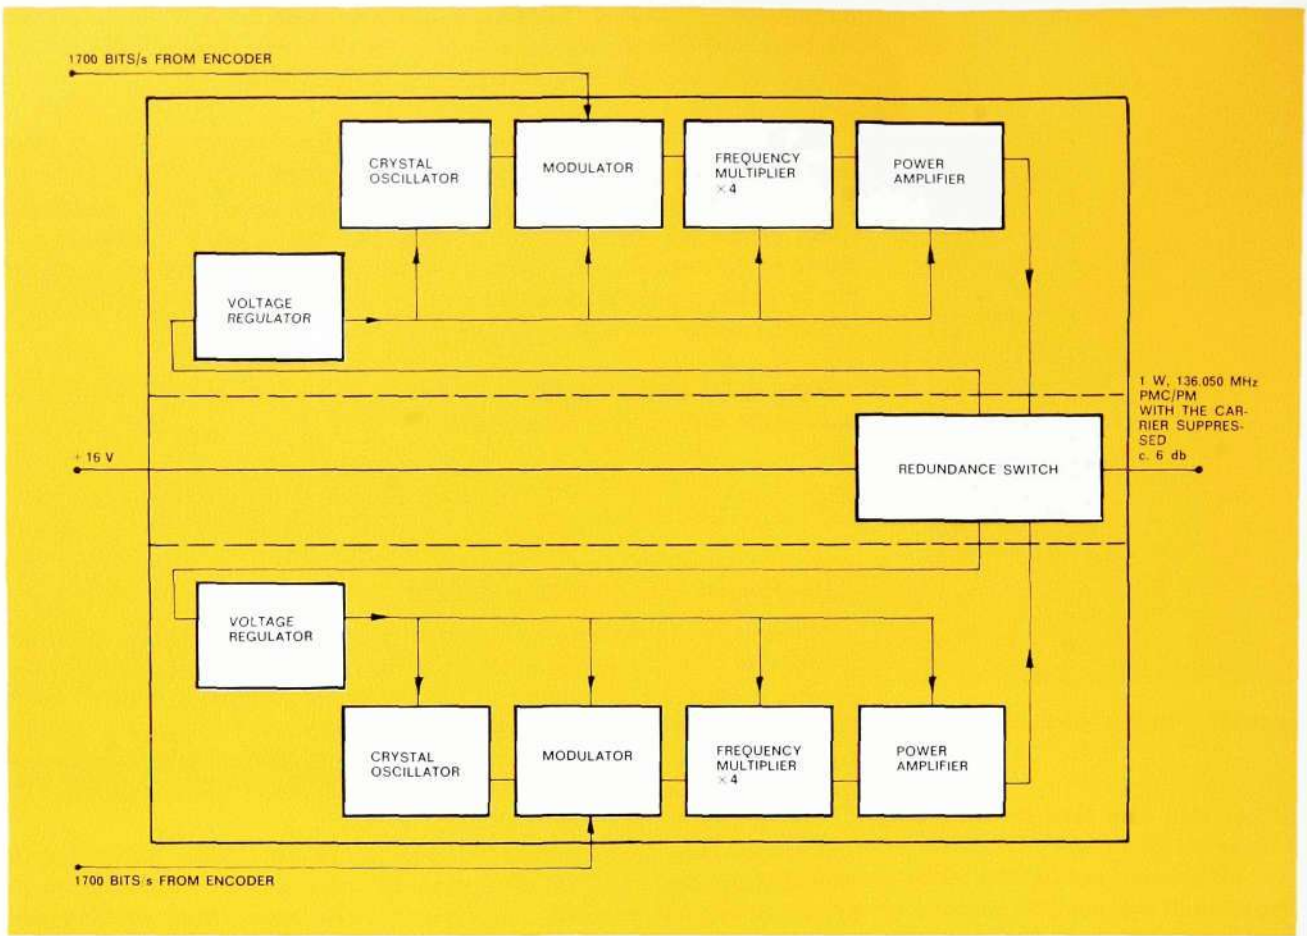 1700 BITS/s FROM ENCODER
CRYSTAL
OSCILLATOR
MODULATOR
FREQUENCY
MULTIPLIER
× 4
POWER
AMPLIFIER
VOLTAGE
REGULATOR
1 W, 136.050 MHz
PMC/PM
WITH THE CAR-
RIER SUPPRES-
SED
c. 6 db
+ 16 V
REDUNDANCE SWITCH
VOLTAGE
REGULATOR
CRYSTAL
OSCILLATOR
MODULATOR
FREQUENCY
MULTIPLIER
× 4
POWER
AMPLIFIER
1700 BITS/s FROM ENCODER